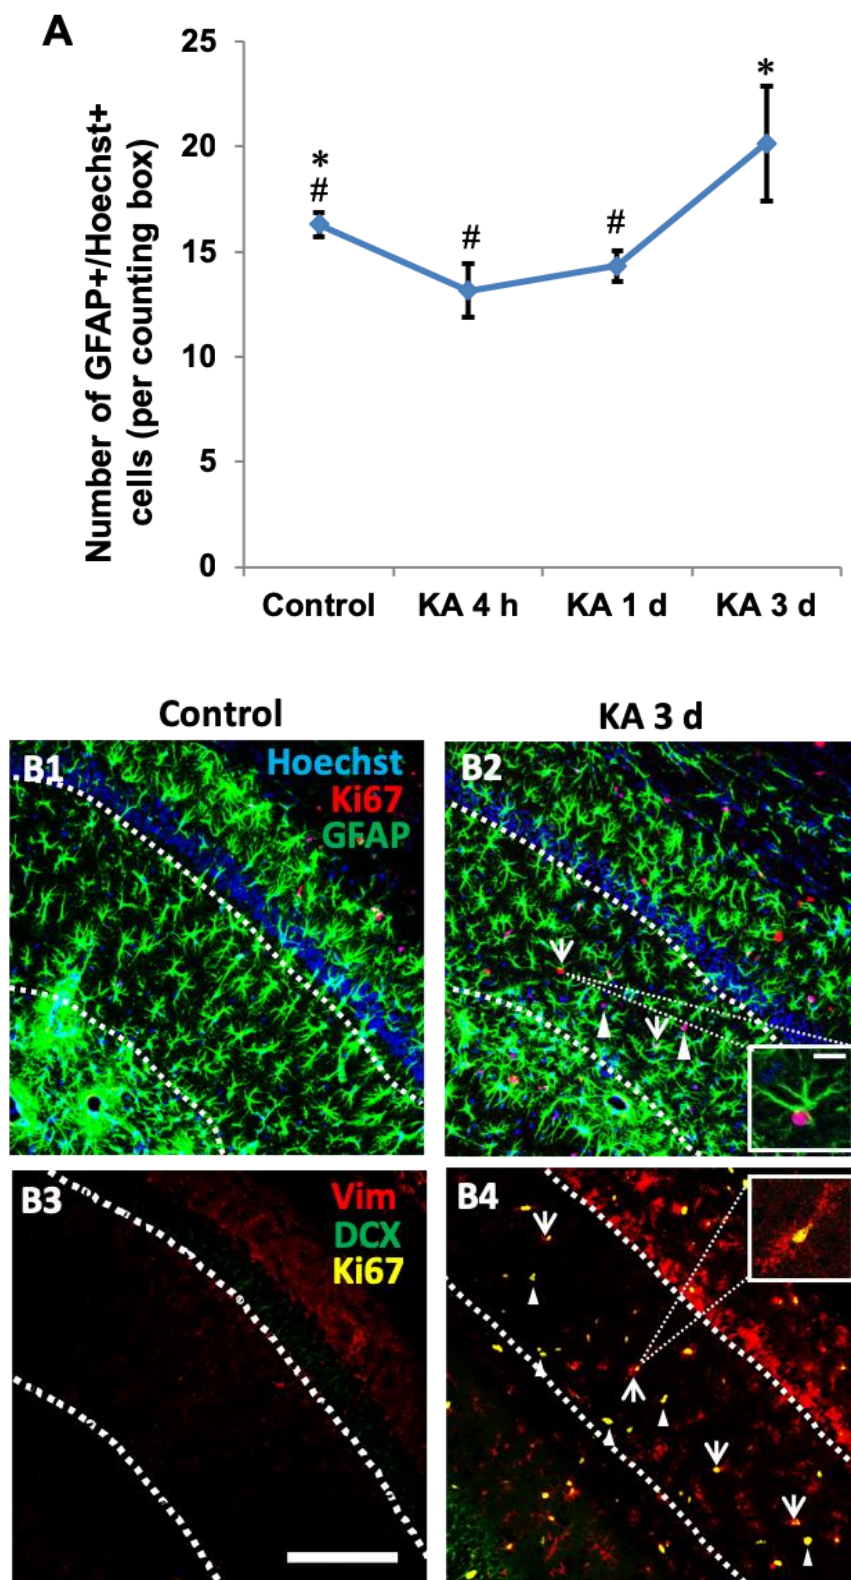 A
25
20
15
10
5
0
Number of GFAP+/Hoechst+
cells (per counting box)
*
#
#
#
*
Control KA 4 h KA 1 d KA 3 d
Control KA 3 d
B1
Hoechst
Ki67
GFAP
B2
B3
Vim
DCX
Ki67
B4